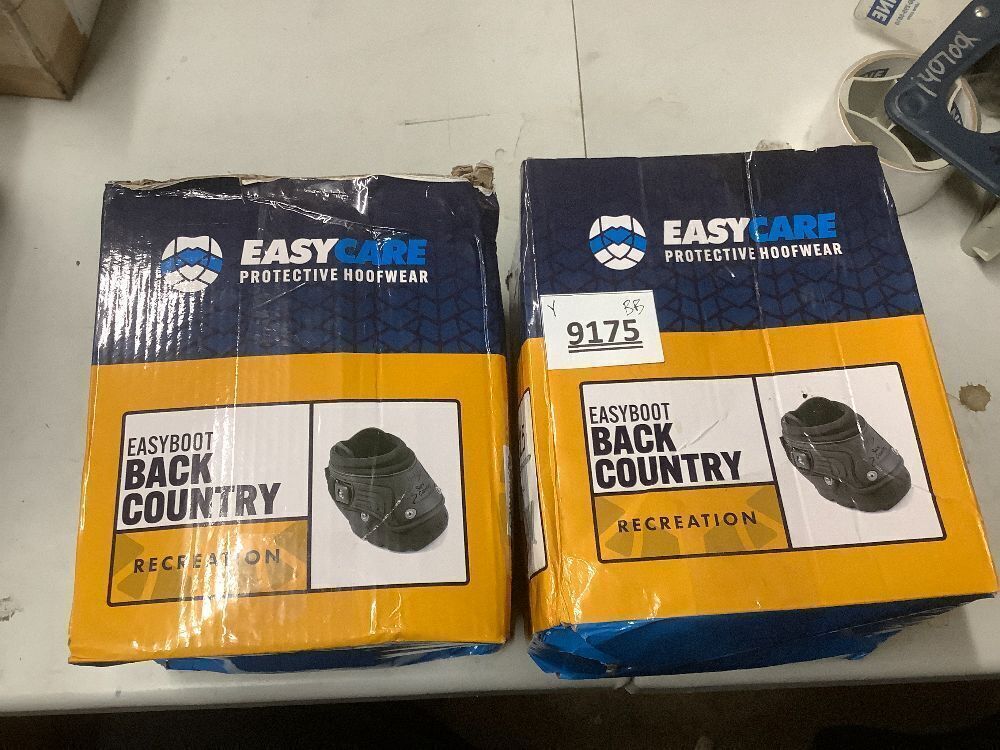 EASYCARE
PROTECTIVE HOOFWEAR
EASYBOOT
BACK
COUNTRY
RECREATION
EASYCARE
PROTECTIVE HOOFWEAR
Y BB
9175
EASYBOOT
BACK
COUNTRY
RECREATION